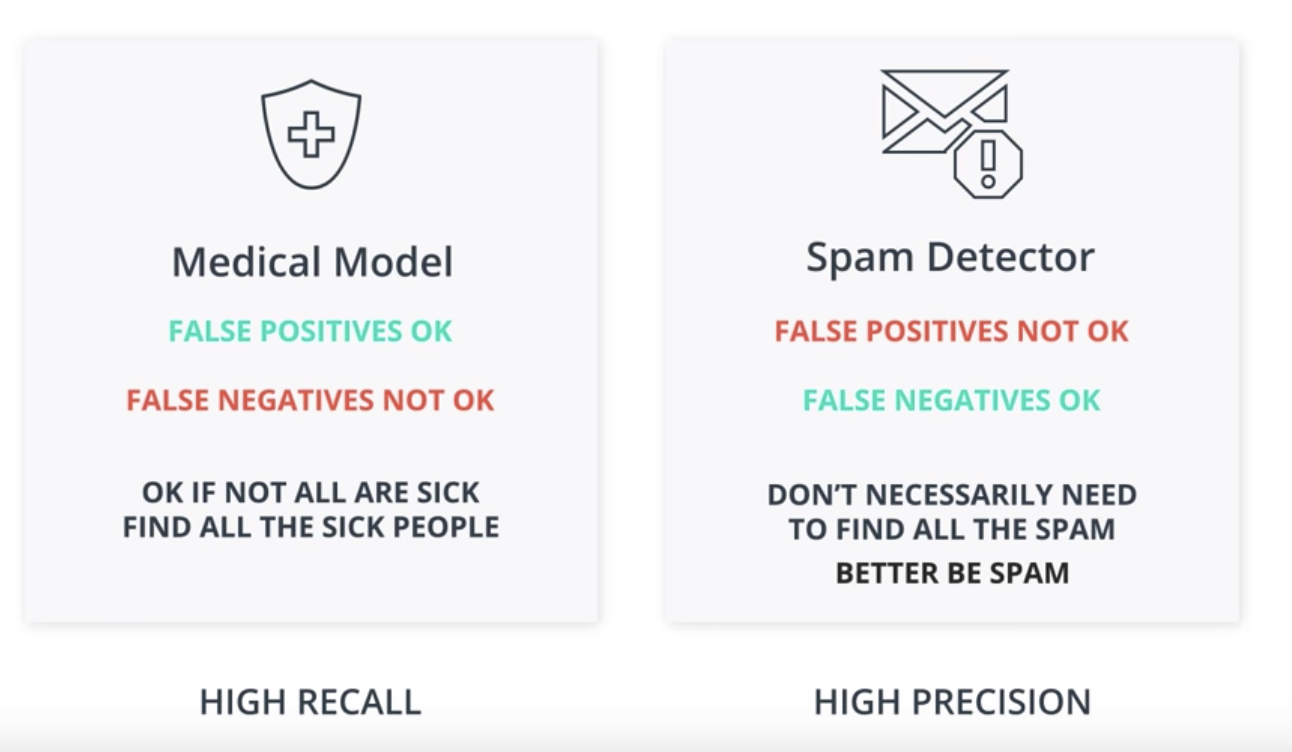 Medical Model
FALSE POSITIVES OK
FALSE NEGATIVES NOT OK
OK IF NOT ALL ARE SICK
FIND ALL THE SICK PEOPLE
HIGH RECALL
Spam Detector
FALSE POSITIVES NOT OK
FALSE NEGATIVES OK
DON’T NECESSARILY NEED
TO FIND ALL THE SPAM
BETTER BE SPAM
HIGH PRECISION